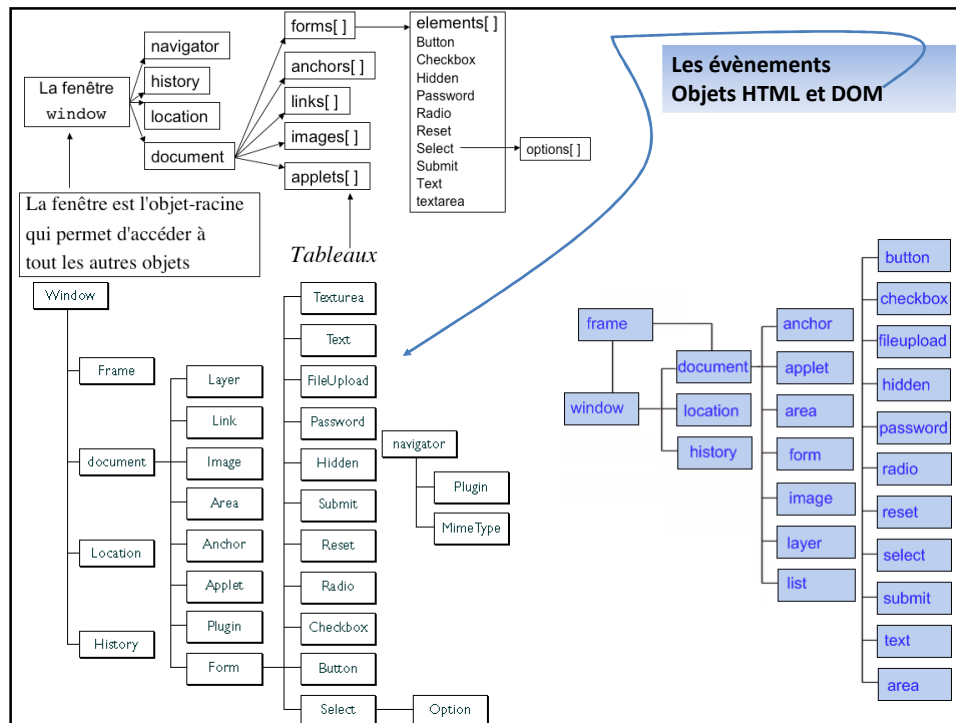 Les évènements
Objets HTML et DOM
La fenêtre
window
navigator
history
location
document
forms[ ]
anchors[ ]
links[ ]
images[ ]
applets[ ]
elements[ ]
Button
Checkbox
Hidden
Password
Radio
Reset
Select
Submit
Text
textarea
options[ ]
La fenêtre est l'objet-racine
qui permet d'accéder à
tout les autres objets
Tableaux
Window
Frame
document
Location
History
Layer
Link
Image
Area
Anchor
Applet
Plugin
Form
Texturea
Text
FileUpload
Password
Hidden
Submit
Reset
Radio
Checkbox
Button
Select
Option
navigator
Plugin
MimeType
frame
window
document
location
history
anchor
applet
area
form
image
layer
list
button
checkbox
fileupload
hidden
password
radio
reset
select
submit
text
area